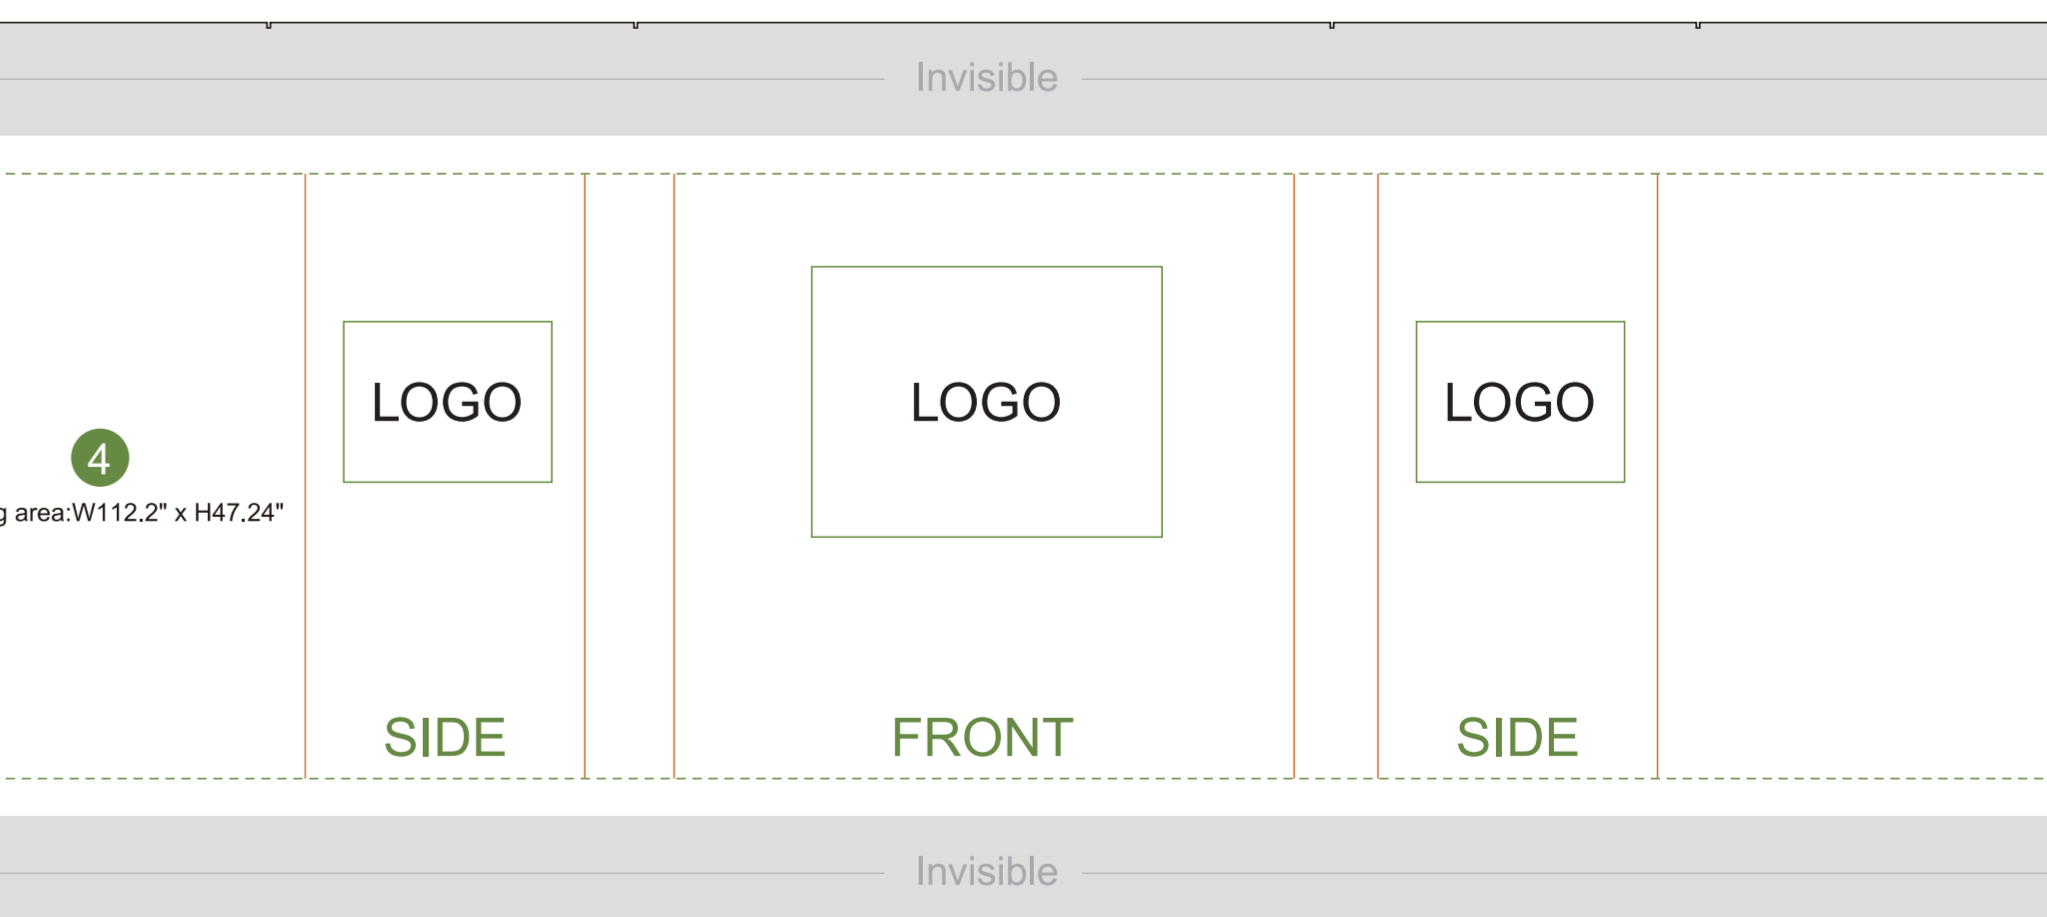 Invisible
LOGO
LOGO
LOGO
4
area:W112.2" x H47.24"
SIDE
FRONT
SIDE
Invisible